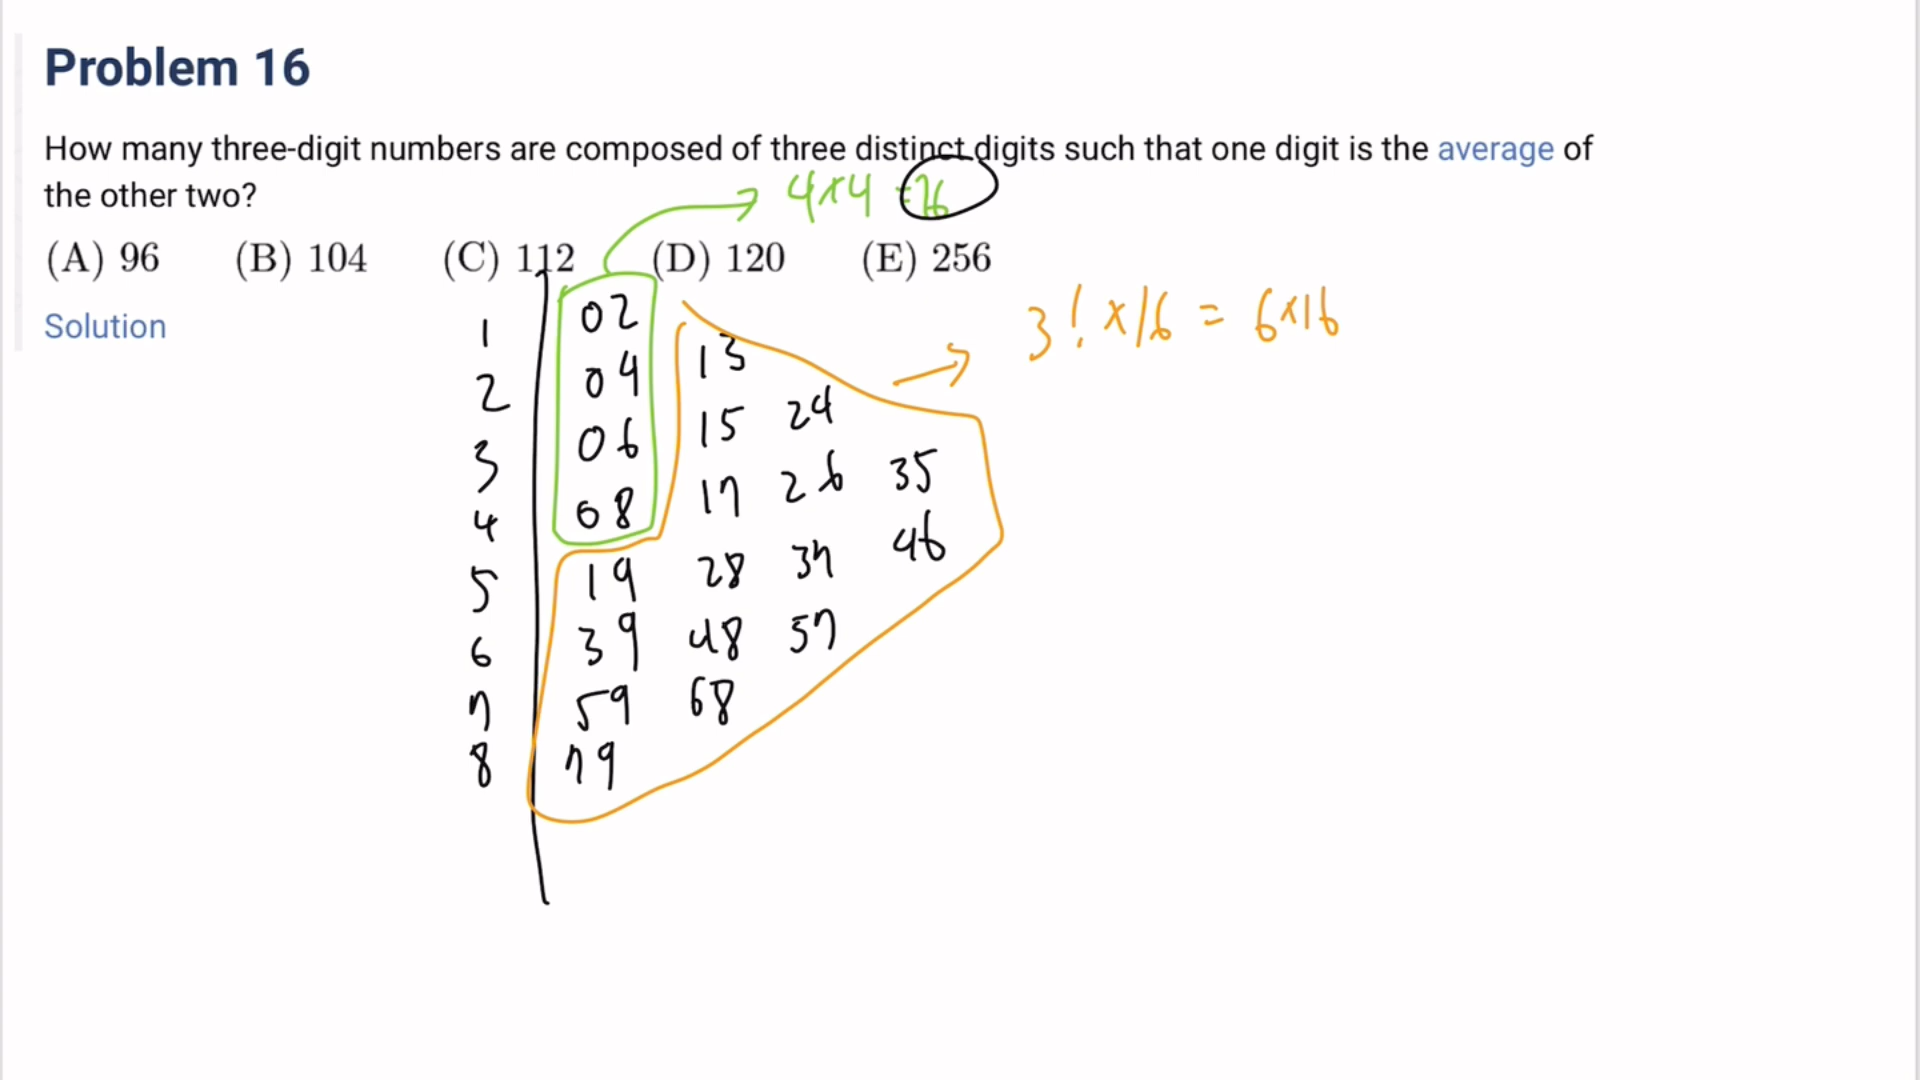 Problem 16
How many three-digit numbers are composed of three distinct digits such that one digit is the average of
the other two?
4×4 =16
(A) 96 (B) 104 (C) 112 (D) 120 (E) 256
Solution
3! × 16 = 6×16
1 02
2 04 13
3 06 15 24
4 08 17 26 35
5 19 28 37 46
6 39 48 57
7 59 68
8 79